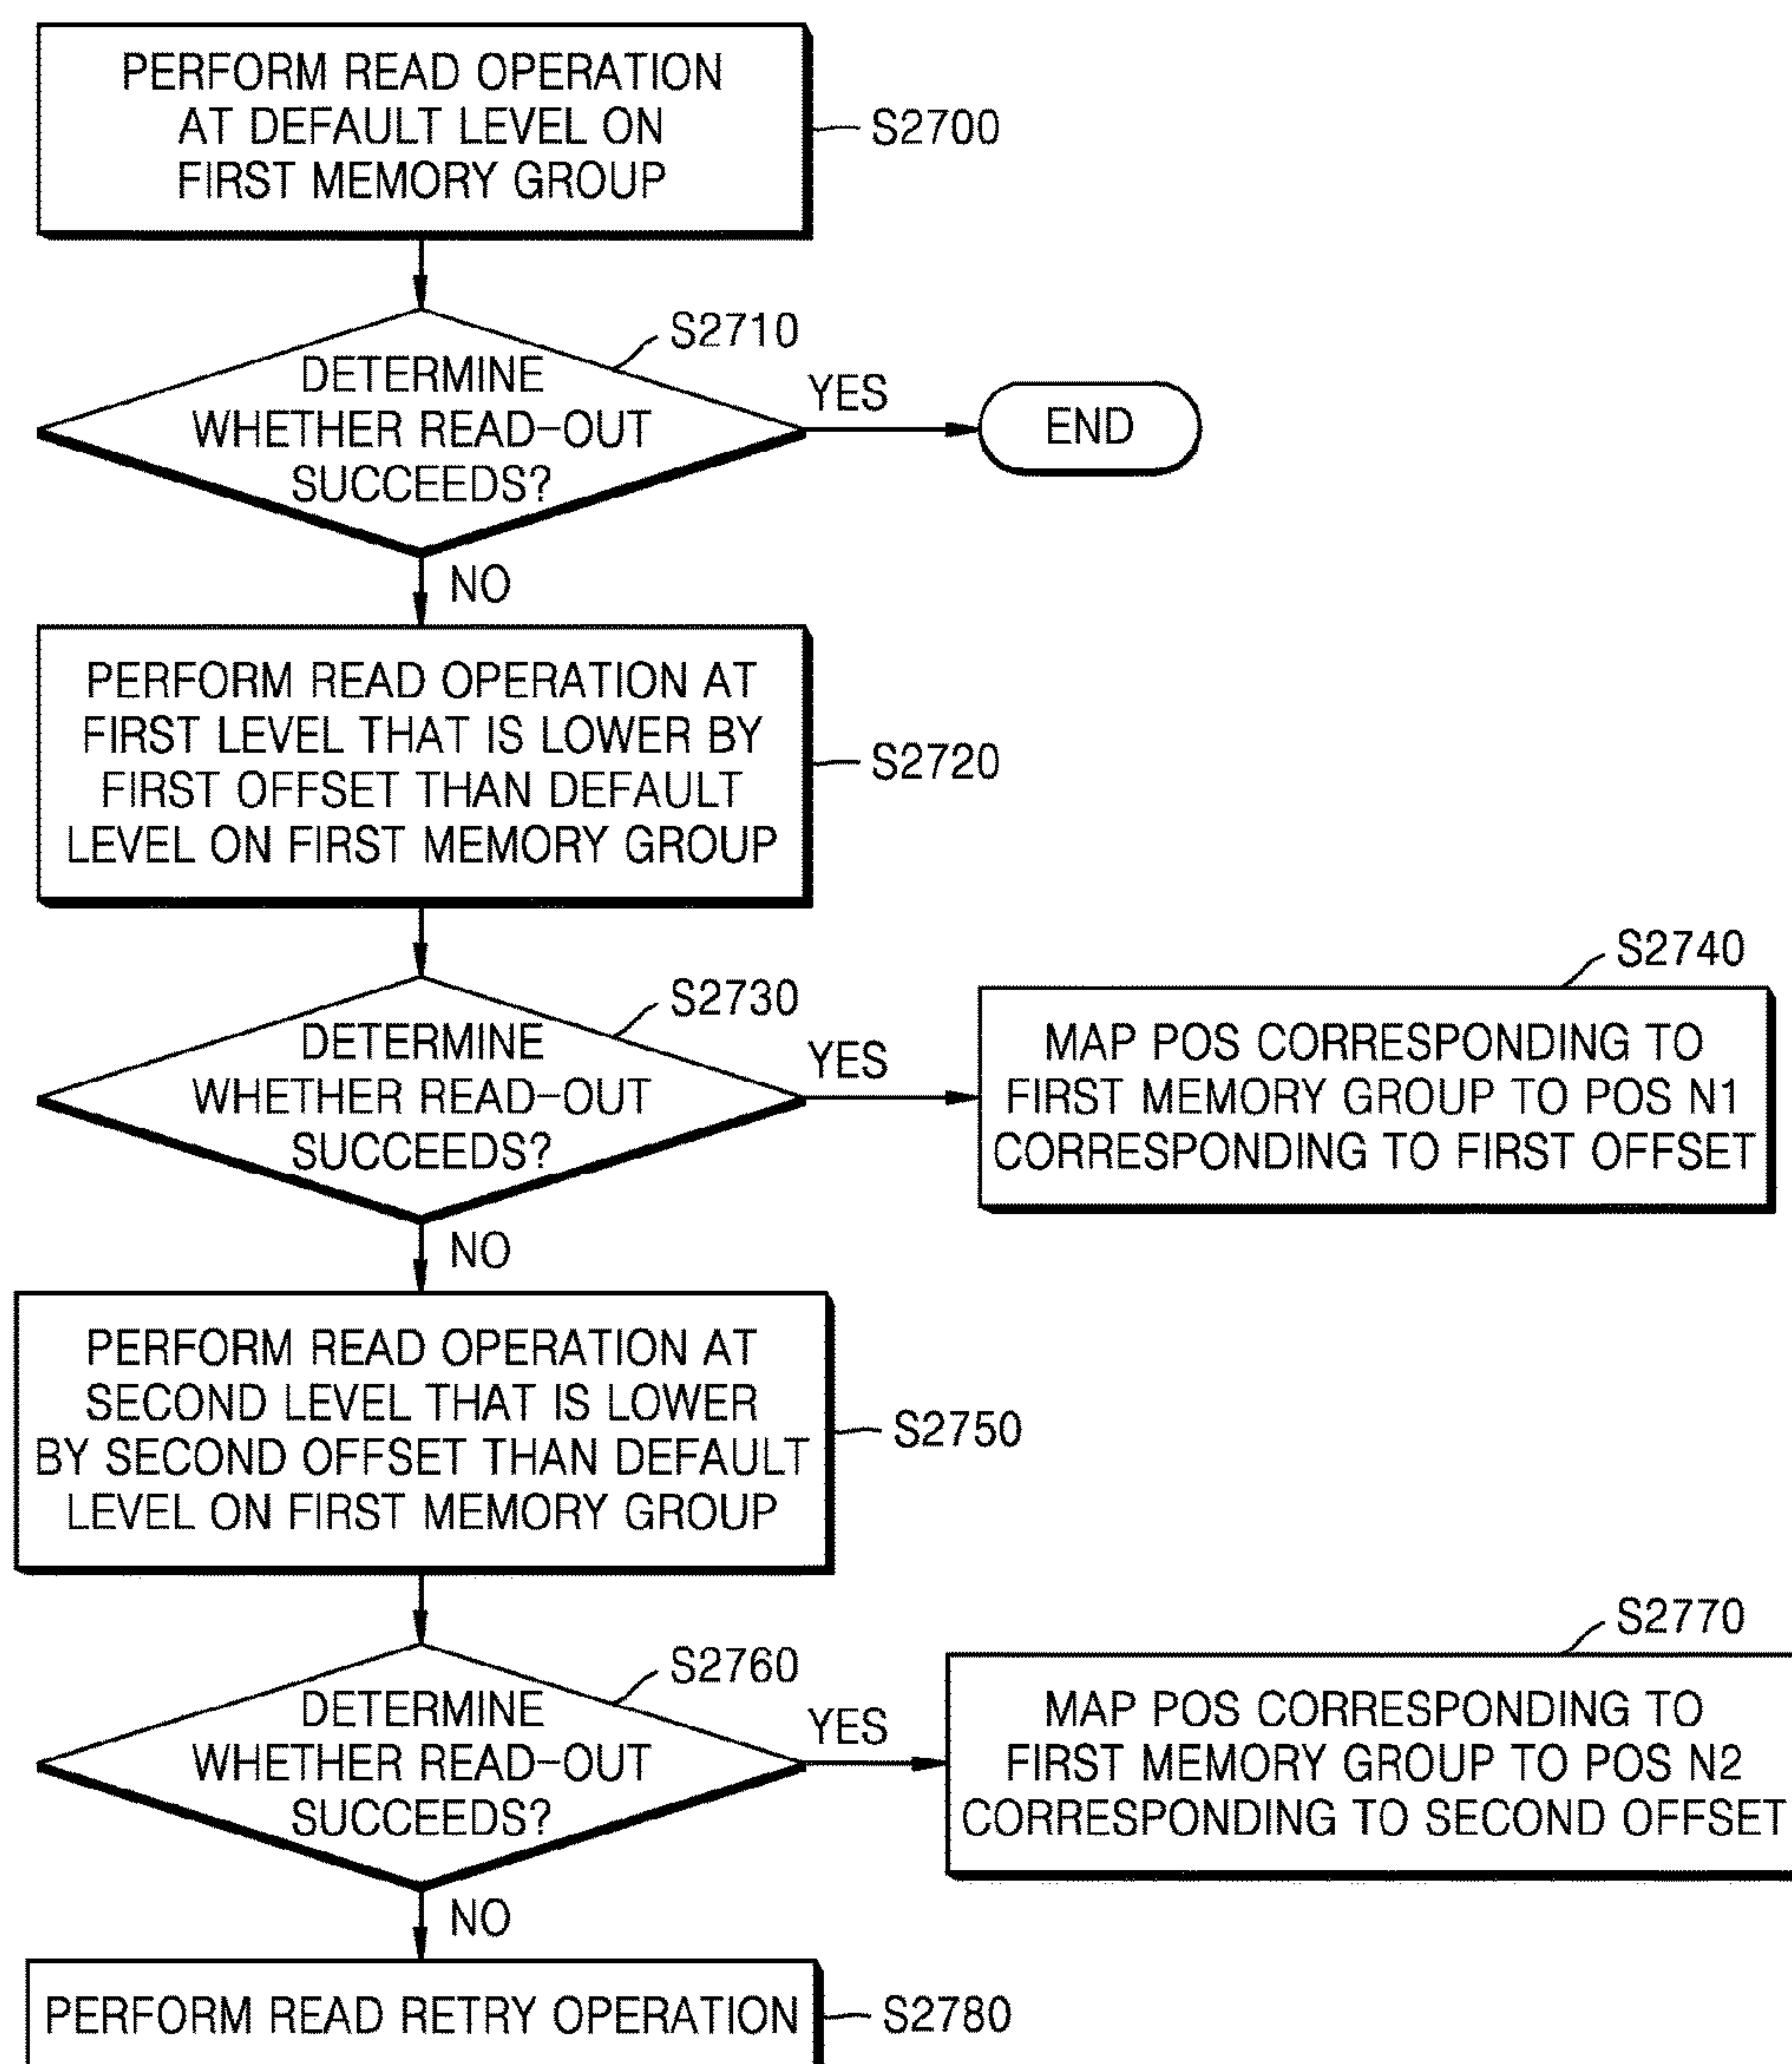 PERFORM READ OPERATION
AT DEFAULT LEVEL ON
FIRST MEMORY GROUP
S2700
S2710
DETERMINE
WHETHER READ-OUT
SUCCEEDS?
YES
END
NO
PERFORM READ OPERATION AT
FIRST LEVEL THAT IS LOWER BY
FIRST OFFSET THAN DEFAULT
LEVEL ON FIRST MEMORY GROUP
S2720
S2730
DETERMINE
WHETHER READ-OUT
SUCCEEDS?
YES
S2740
MAP POS CORRESPONDING TO
FIRST MEMORY GROUP TO POS N1
CORRESPONDING TO FIRST OFFSET
NO
PERFORM READ OPERATION AT
SECOND LEVEL THAT IS LOWER
BY SECOND OFFSET THAN DEFAULT
LEVEL ON FIRST MEMORY GROUP
S2750
S2760
DETERMINE
WHETHER READ-OUT
SUCCEEDS?
YES
S2770
MAP POS CORRESPONDING TO
FIRST MEMORY GROUP TO POS N2
CORRESPONDING TO SECOND OFFSET
NO
PERFORM READ RETRY OPERATION
S2780